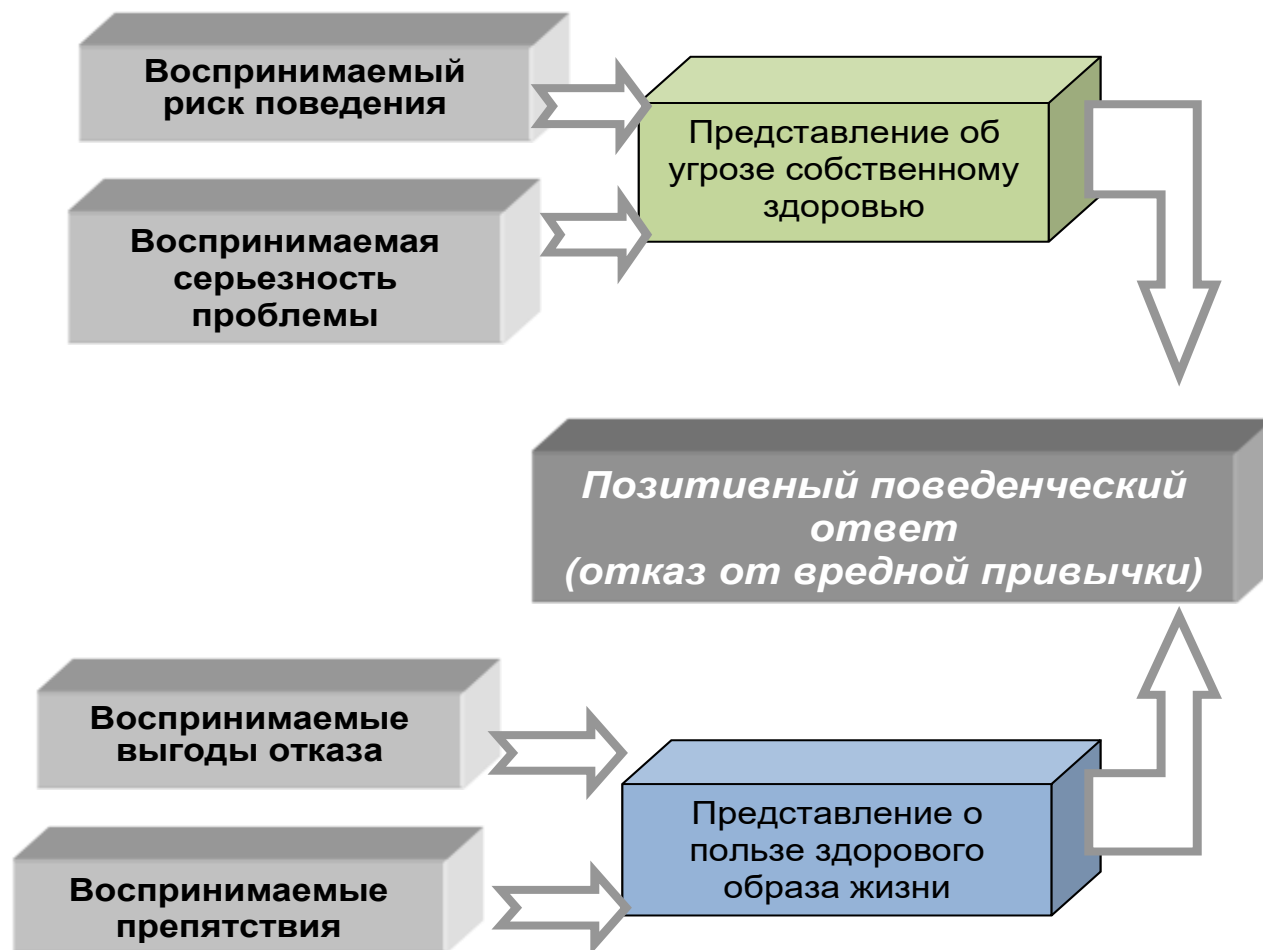 Воспринимаемый
риск поведения
Представление об
угрозе собственному
здоровью
Воспринимаемая
серьезность
проблемы
Позитивный поведенческий
ответ
(отказ от вредной привычки)
Воспринимаемые
выгоды отказа
Представление о
пользе здорового
образа жизни
Воспринимаемые
препятствия